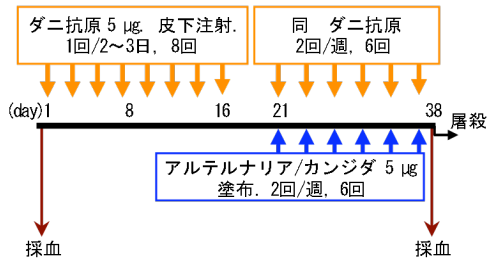 ダニ抗原 5 μg. 皮下注射.
1回/2～3日, 8回
同 ダニ抗原
2回/週, 6回
(day) 1 8 16 21 38
屠殺
アルテルナリア/カンジダ 5 μg
塗布. 2回/週, 6回
採血 採血